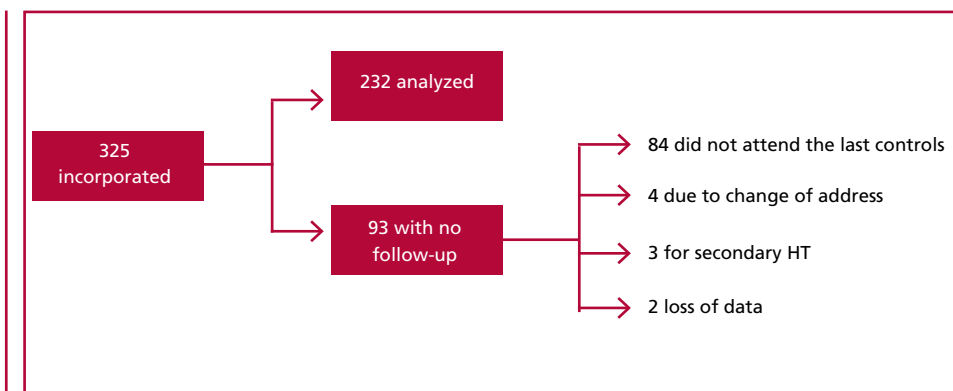 232 analyzed
325
incorporated
93 with no
follow-up
84 did not attend the last controls
4 due to change of address
3 for secondary HT
2 loss of data